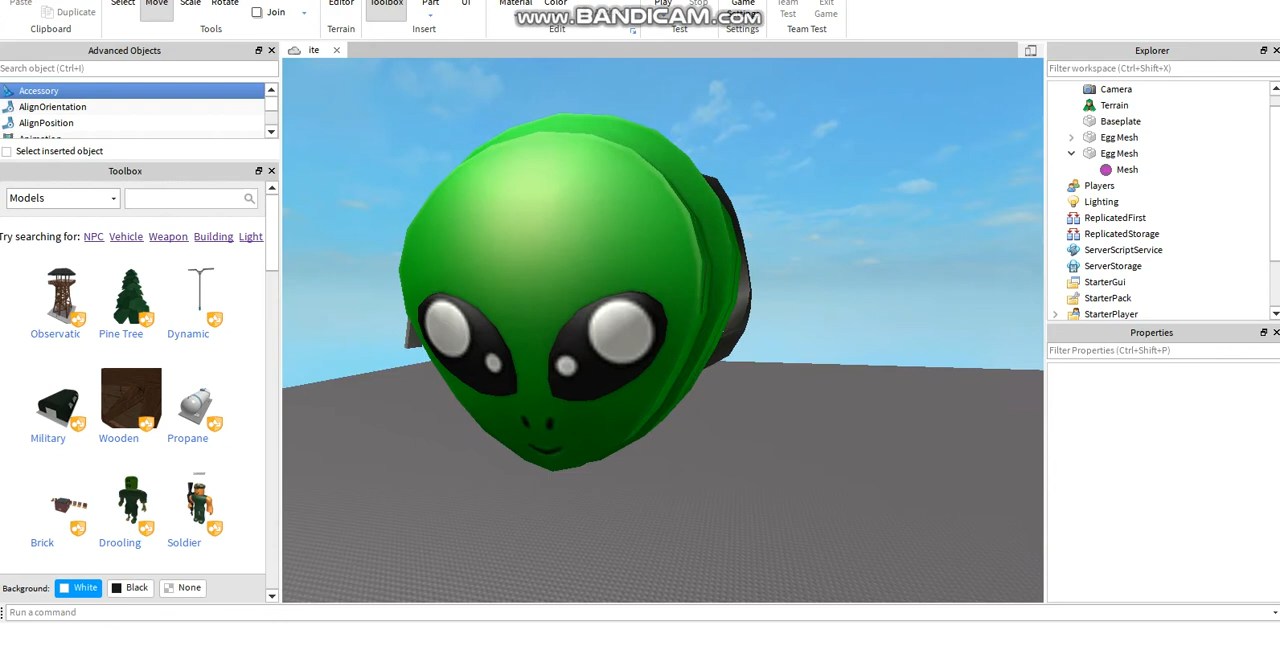 Paste
Duplicate
Clipboard
Select Move Scale Rotate
Join
Tools
Editor
Terrain
Toolbox Part UI
Insert
Material Color
Edit
Play Stop
Test
Game
Settings
Settings
Team
Test
Exit
Game
Team Test
www.BANDICAM.com
Advanced Objects
Search object (Ctrl+I)
Accessory
AlignOrientation
AlignPosition
Animation
Select inserted object
Toolbox
Models
Try searching for: NPC Vehicle Weapon Building Light
Observatic Pine Tree Dynamic
Military Wooden Propane
Brick Drooling Soldier
Background: White Black None
Run a command
ite
Explorer
Filter workspace (Ctrl+Shift+X)
Camera
Terrain
Baseplate
Egg Mesh
Egg Mesh
Mesh
Players
Lighting
ReplicatedFirst
ReplicatedStorage
ServerScriptService
ServerStorage
StarterGui
StarterPack
StarterPlayer
Properties
Filter Properties (Ctrl+Shift+P)